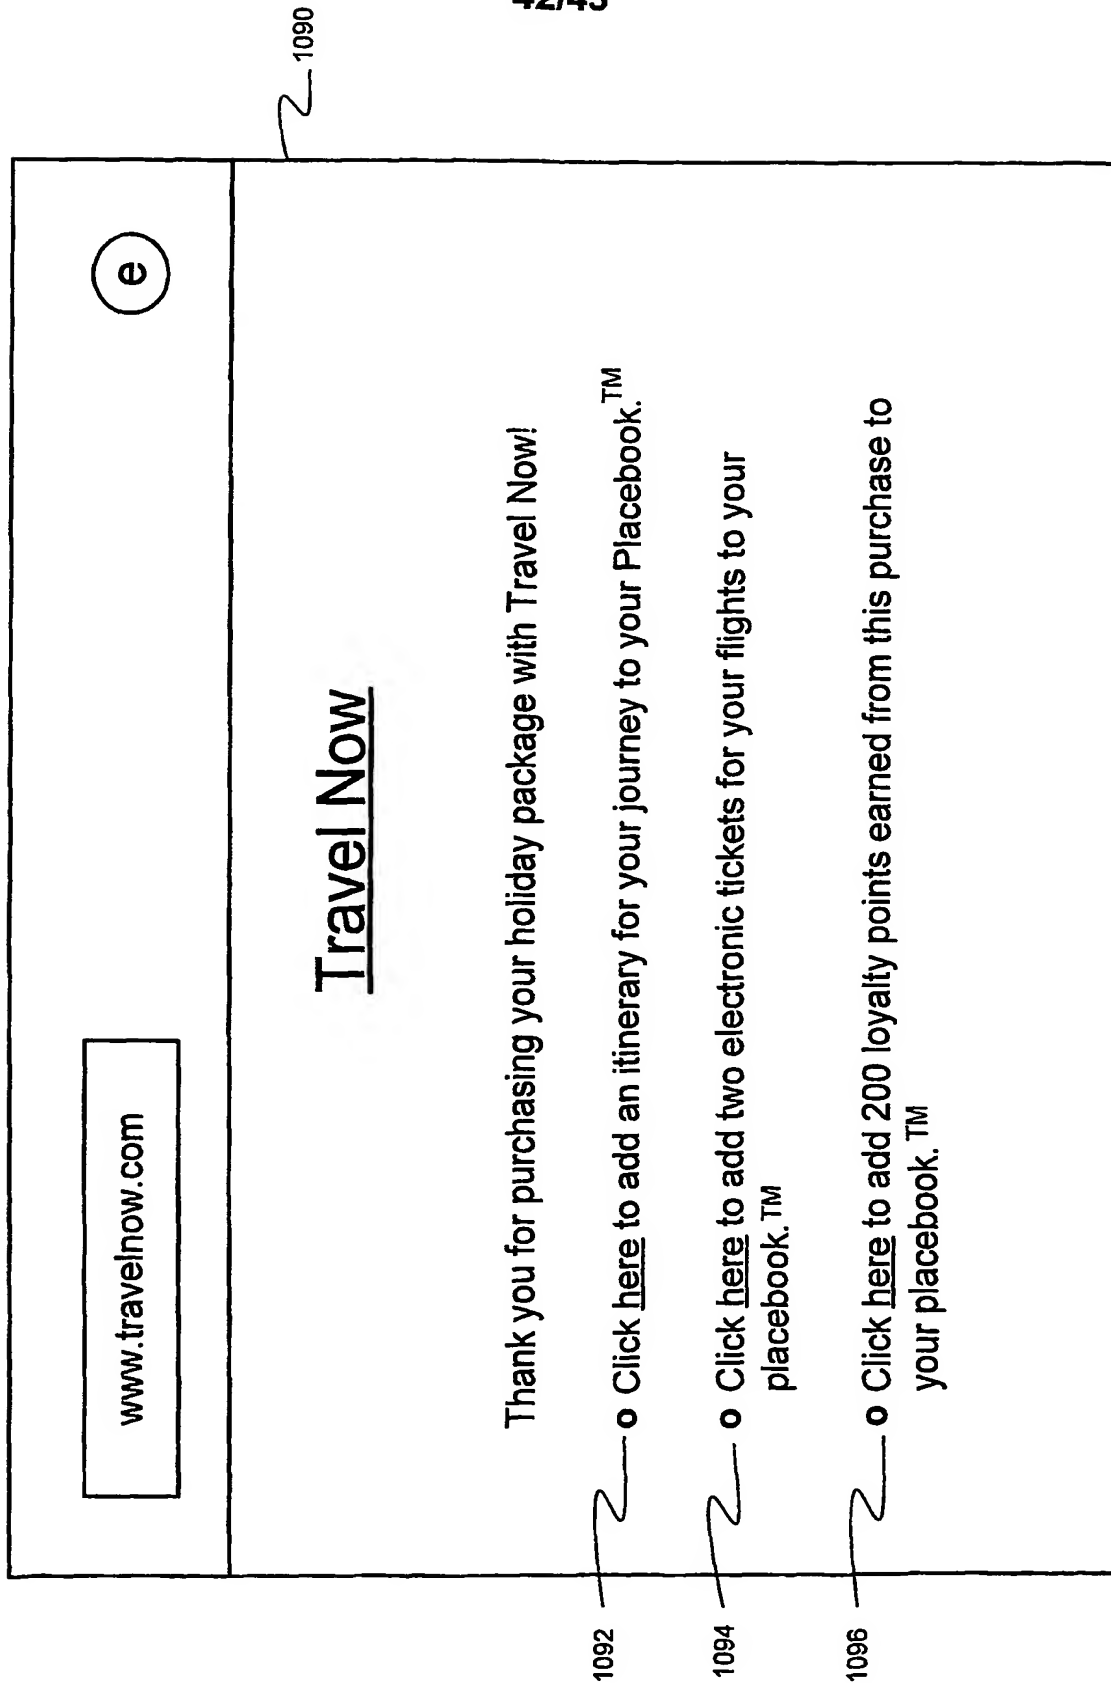 1090
www.travelnow.com
e
Travel Now
Thank you for purchasing your holiday package with Travel Now!
1092
o Click here to add an itinerary for your journey to your Placebook.TM
1094
o Click here to add two electronic tickets for your flights to your
placebook.TM
1096
o Click here to add 200 loyalty points earned from this purchase to
your placebook.TM